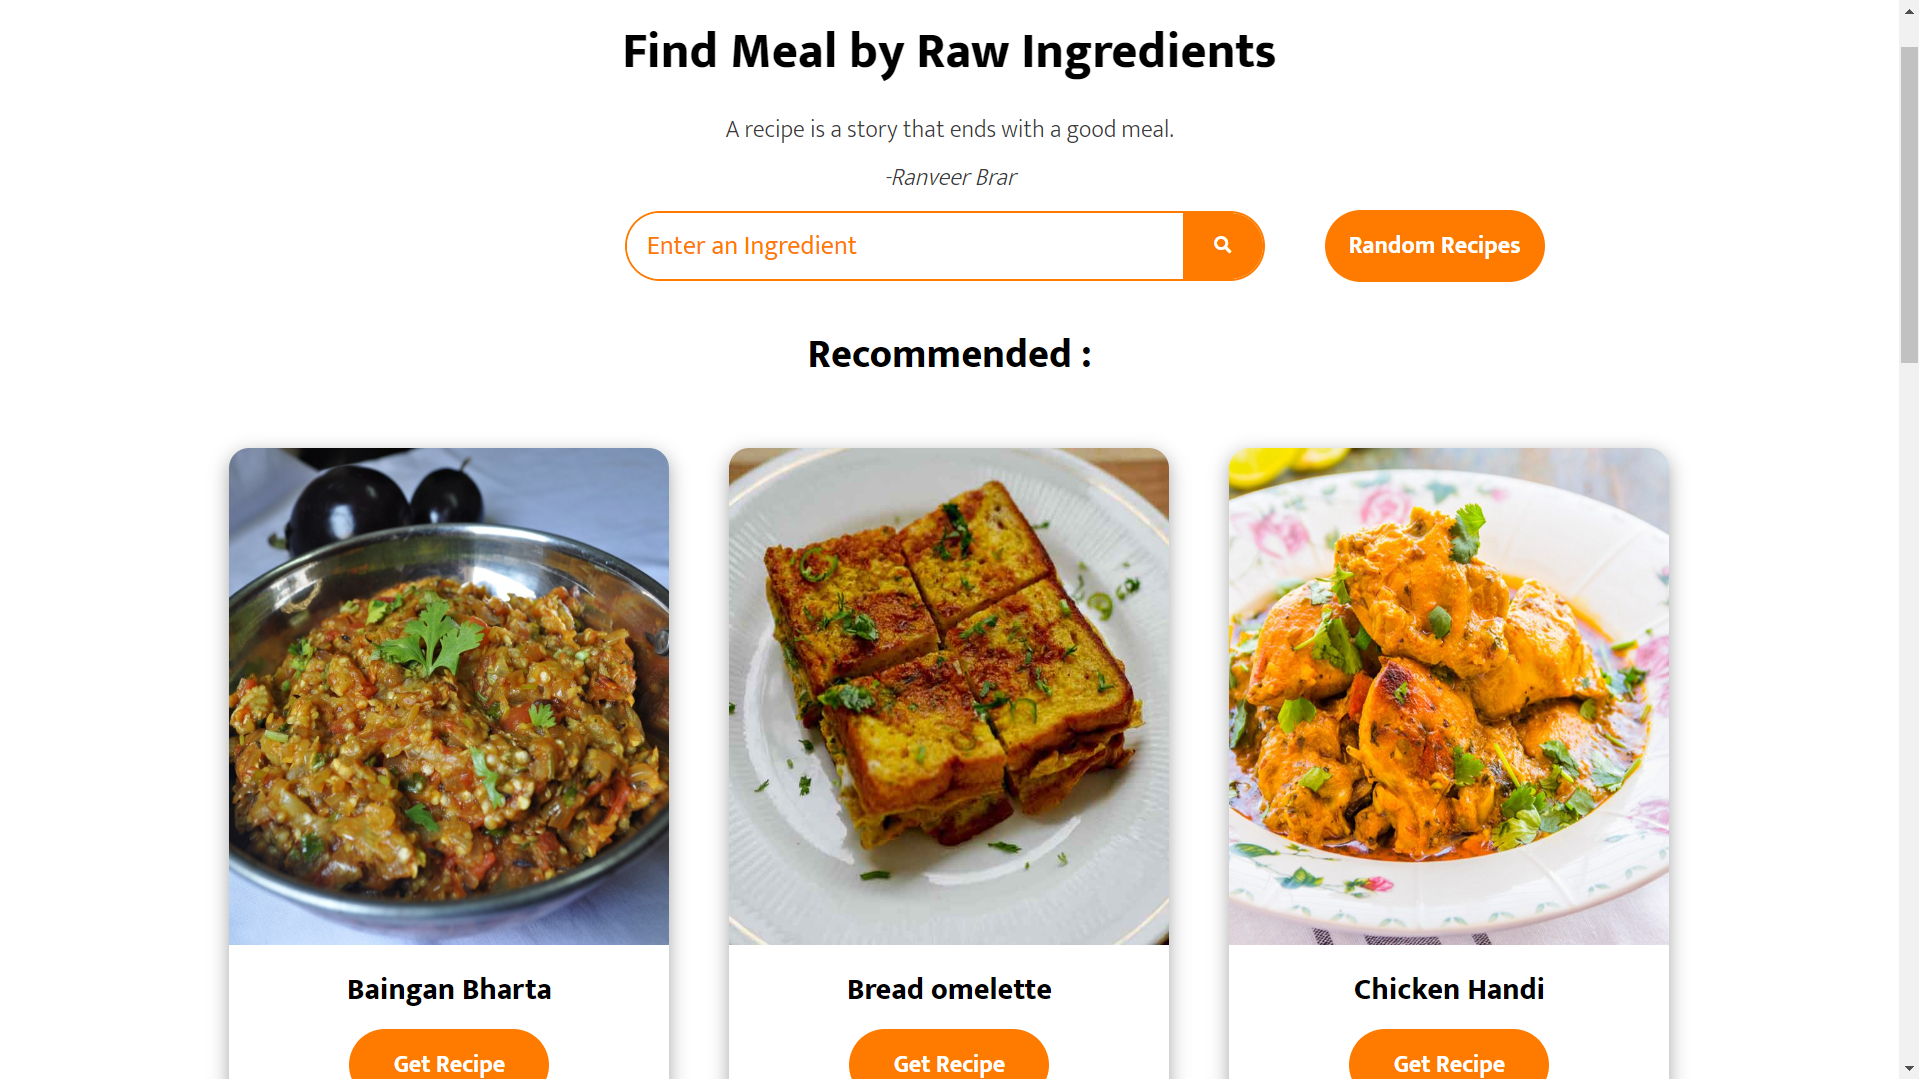 Find Meal by Raw Ingredients
A recipe is a story that ends with a good meal.
-Ranveer Brar
Enter an Ingredient
Random Recipes
Recommended :
Baingan Bharta
Bread omelette
Chicken Handi
Get Recipe
Get Recipe
Get Recipe